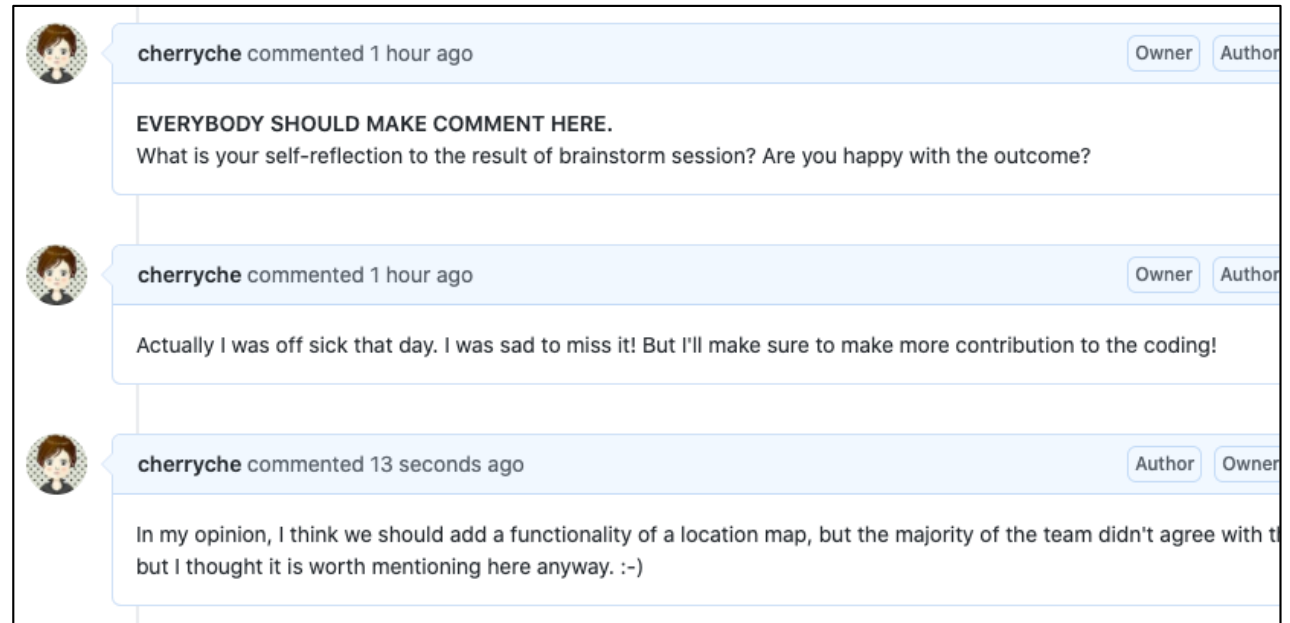 cherryche commented 1 hour ago Owner Author
EVERYBODY SHOULD MAKE COMMENT HERE.
What is your self-reflection to the result of brainstorm session? Are you happy with the outcome?
cherryche commented 1 hour ago Owner Author
Actually I was off sick that day. I was sad to miss it! But I'll make sure to make more contribution to the coding!
cherryche commented 13 seconds ago Author Owner
In my opinion, I think we should add a functionality of a location map, but the majority of the team didn't agree with
but I thought it is worth mentioning here anyway. :-)